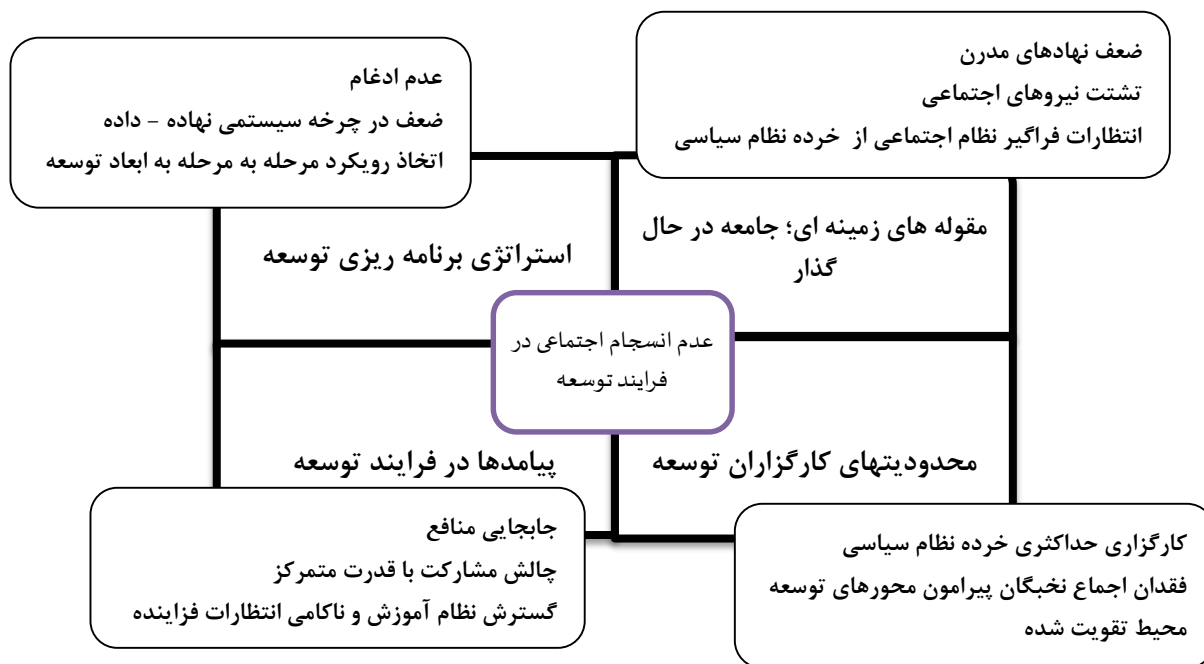 ضعف نهادهای مدرن
تشتت نیروهای اجتماعی
انتظارات فراگیر نظام اجتماعی از خرده نظام سیاسی
مقوله های زمینه ای؛ جامعه در حال
گذار
عدم ادغام
ضعف در چرخه سیستمی نهاده – داده
اتخاذ رویکرد مرحله به مرحله به ابعاد توسعه
استراتژی برنامه ریزی توسعه
عدم انسجام اجتماعی در
فرایند توسعه
محدودیتهای کارگزاران توسعه
کارگزاری حداکثری خرده نظام سیاسی
فقدان اجماع نخبگان پیرامون محورهای توسعه
محیط تقویت شده
پیامدها در فرایند توسعه
جابجایی منافع
چالش مشارکت با قدرت متمرکز
گسترش نظام آموزش و ناکامی انتظارات فزاینده